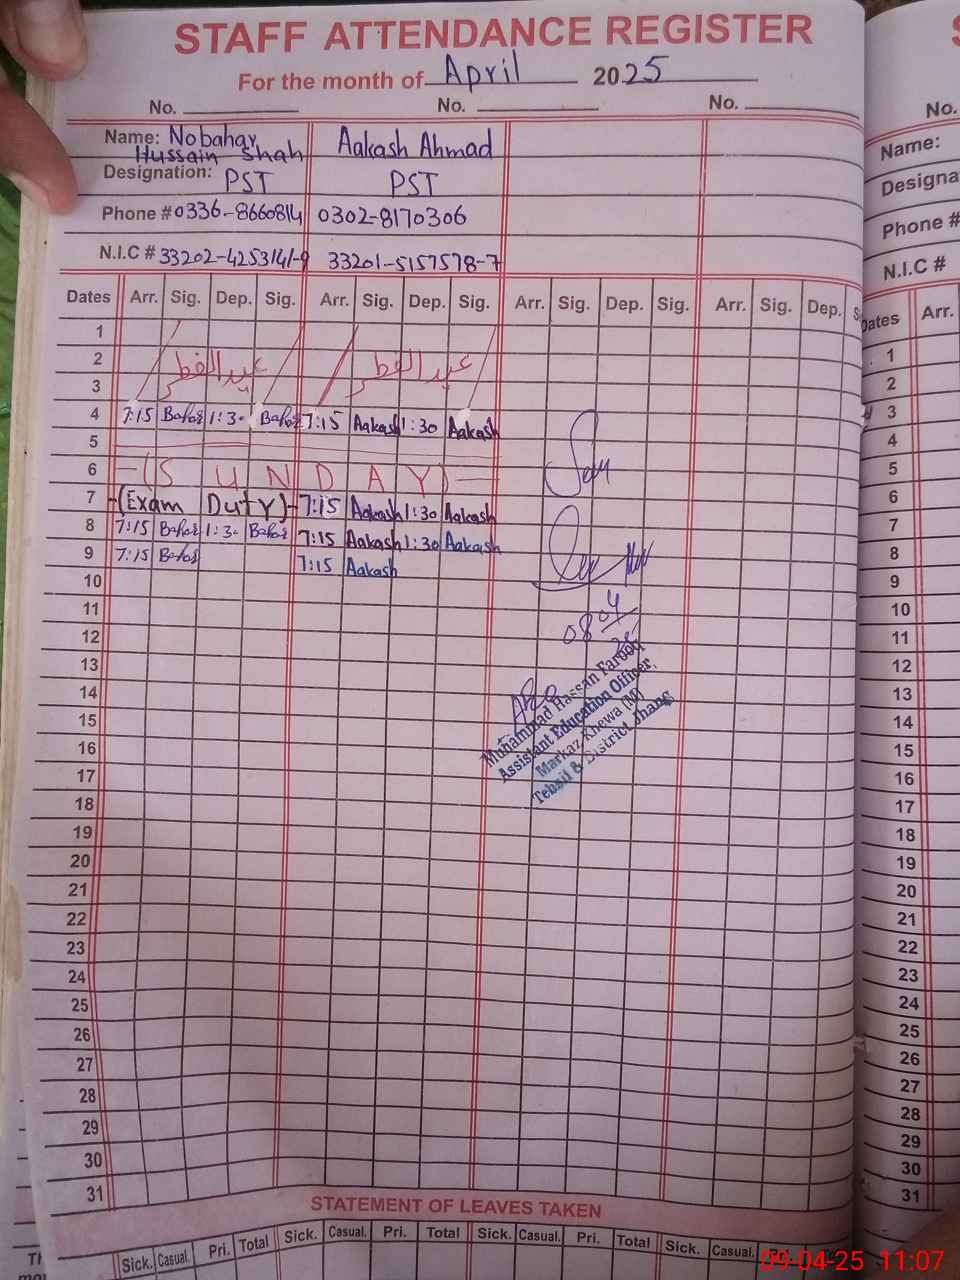 STAFF ATTENDANCE REGISTER
For the month of April 2025
No. No. No.
Name: Nobahar Hussain Shah Aakash Ahmad
Designation: PST PST
Phone # 0336-8660814 0302-8170306
N.I.C # 33202-4253141-9 33201-5157578-7
Dates Arr. Sig. Dep. Sig. Arr. Sig. Dep. Sig. Arr. Sig. Dep. Sig. Arr. Sig. Dep.
1
2 عید الفطر عید الفطر
3
4 7:15 Bahar 1:30 Bahar 7:15 Aakash 1:30 Aakash
5
6 -(SUNDAY)-
7 -(Exam Duty)- 7:15 Aakash 1:30 Aakash
8 7:15 Bahar 1:30 Bahar 7:15 Aakash 1:30 Aakash
9 7:15 Bahar 7:15 Aakash
10
11
12
13
14
15
16
17
18
19
20
21
22
23
24
25
26
27
28
29
30
31
08 04 25
Muhammad Hassan Farooq
Assistant Education Officer,
Markaz Khewa (M)
Tehsil & District Jhang
STATEMENT OF LEAVES TAKEN
Sick. Casual. Pri. Total Sick. Casual. Pri. Total Sick. Casual. Pri. Total Sick. Casual.
No.
Name:
Designa
Phone #
N.I.C #
Dates Arr.
1
2
3
4
5
6
7
8
9
10
11
12
13
14
15
16
17
18
19
20
21
22
23
24
25
26
27
28
29
30
31
09-04-25 11:07